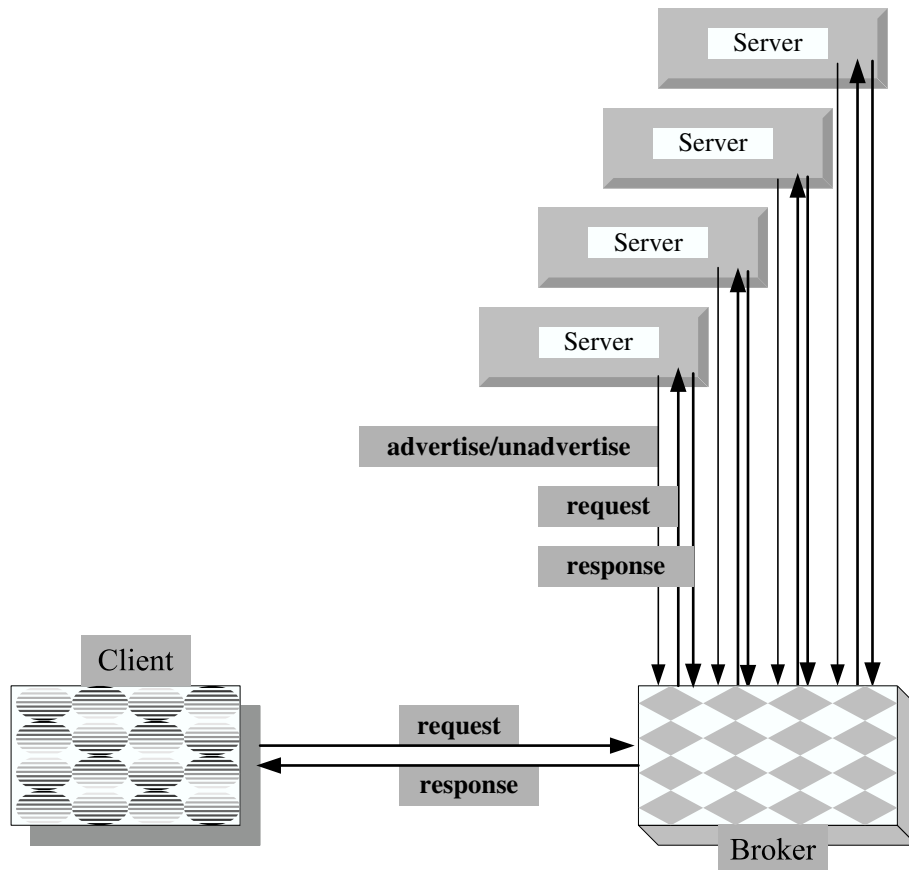 Server
Server
Server
Server
advertise/unadvertise
request
response
Client
request
response
Broker